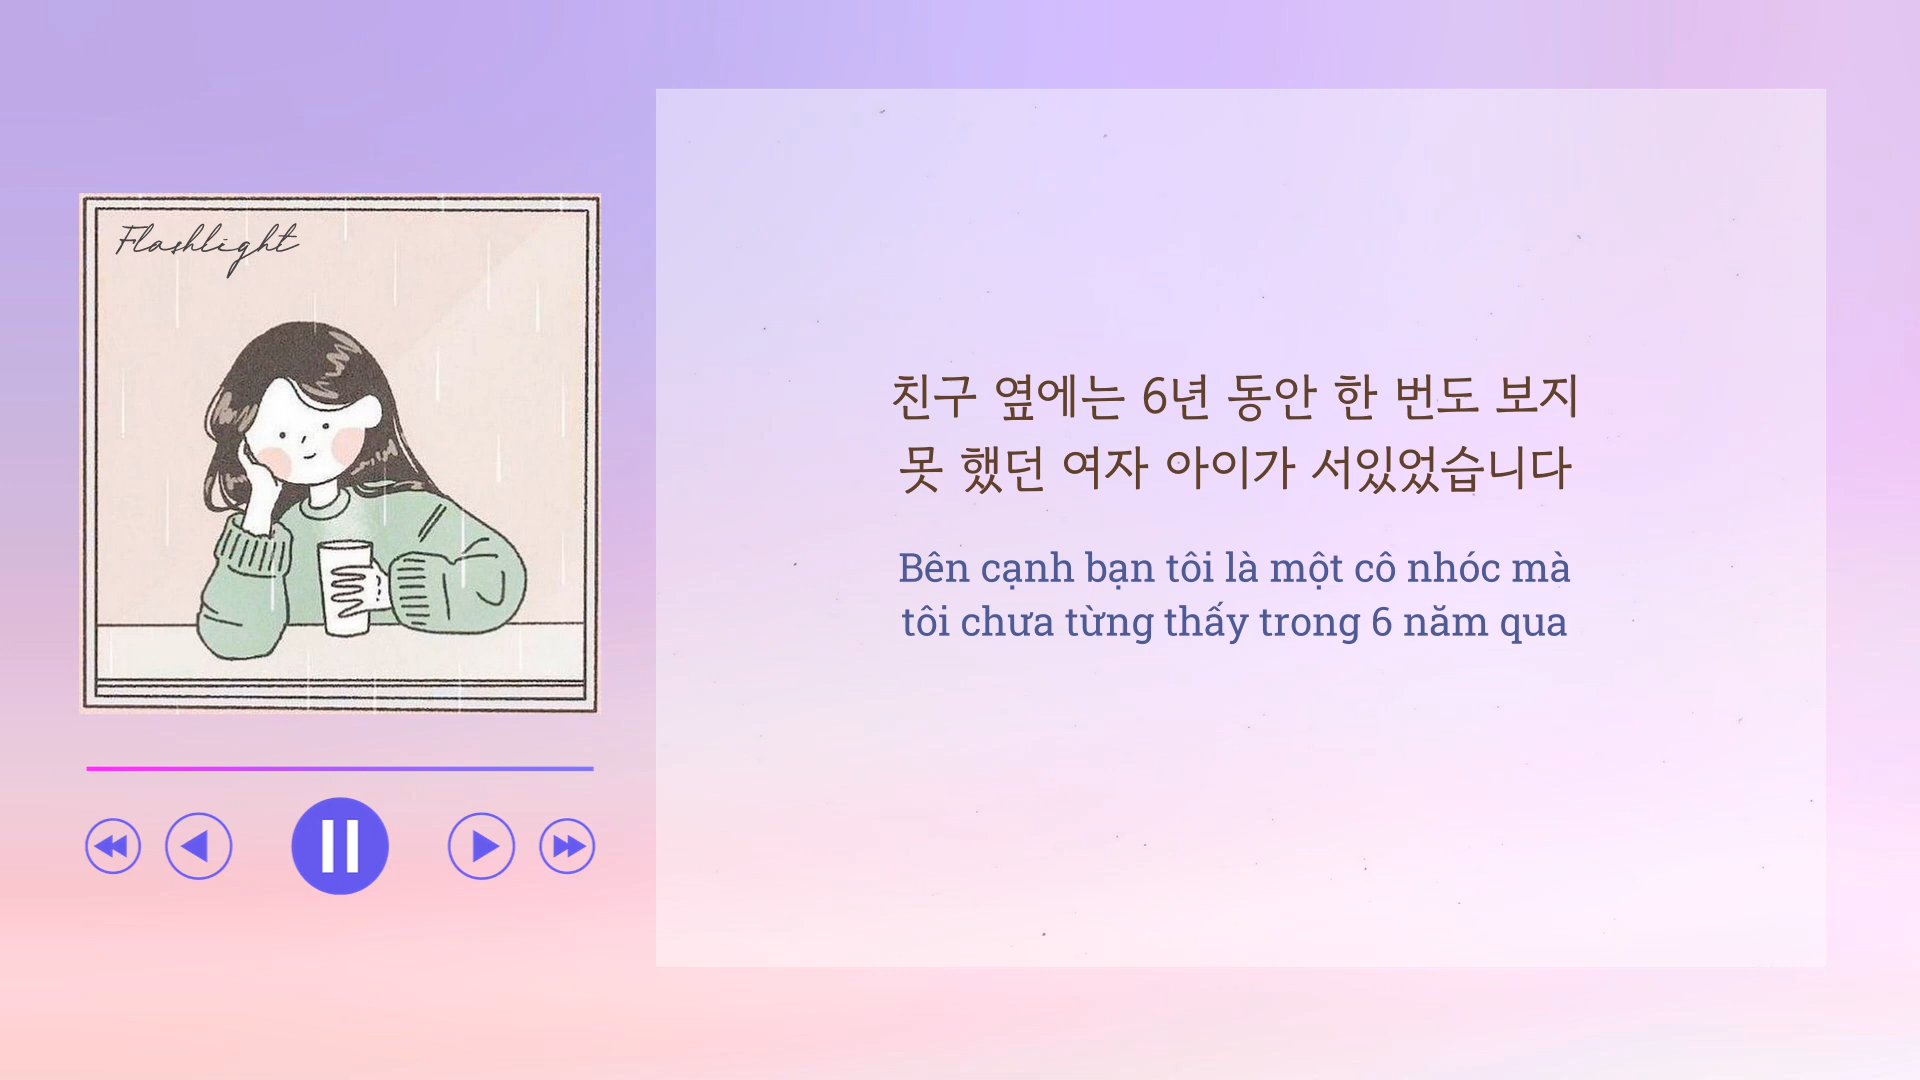 Flashlight
친구 옆에는 6년 동안 한 번도 보지
못 했던 여자 아이가 서있었습니다
Bên cạnh bạn tôi là một cô nhóc mà
tôi chưa từng thấy trong 6 năm qua